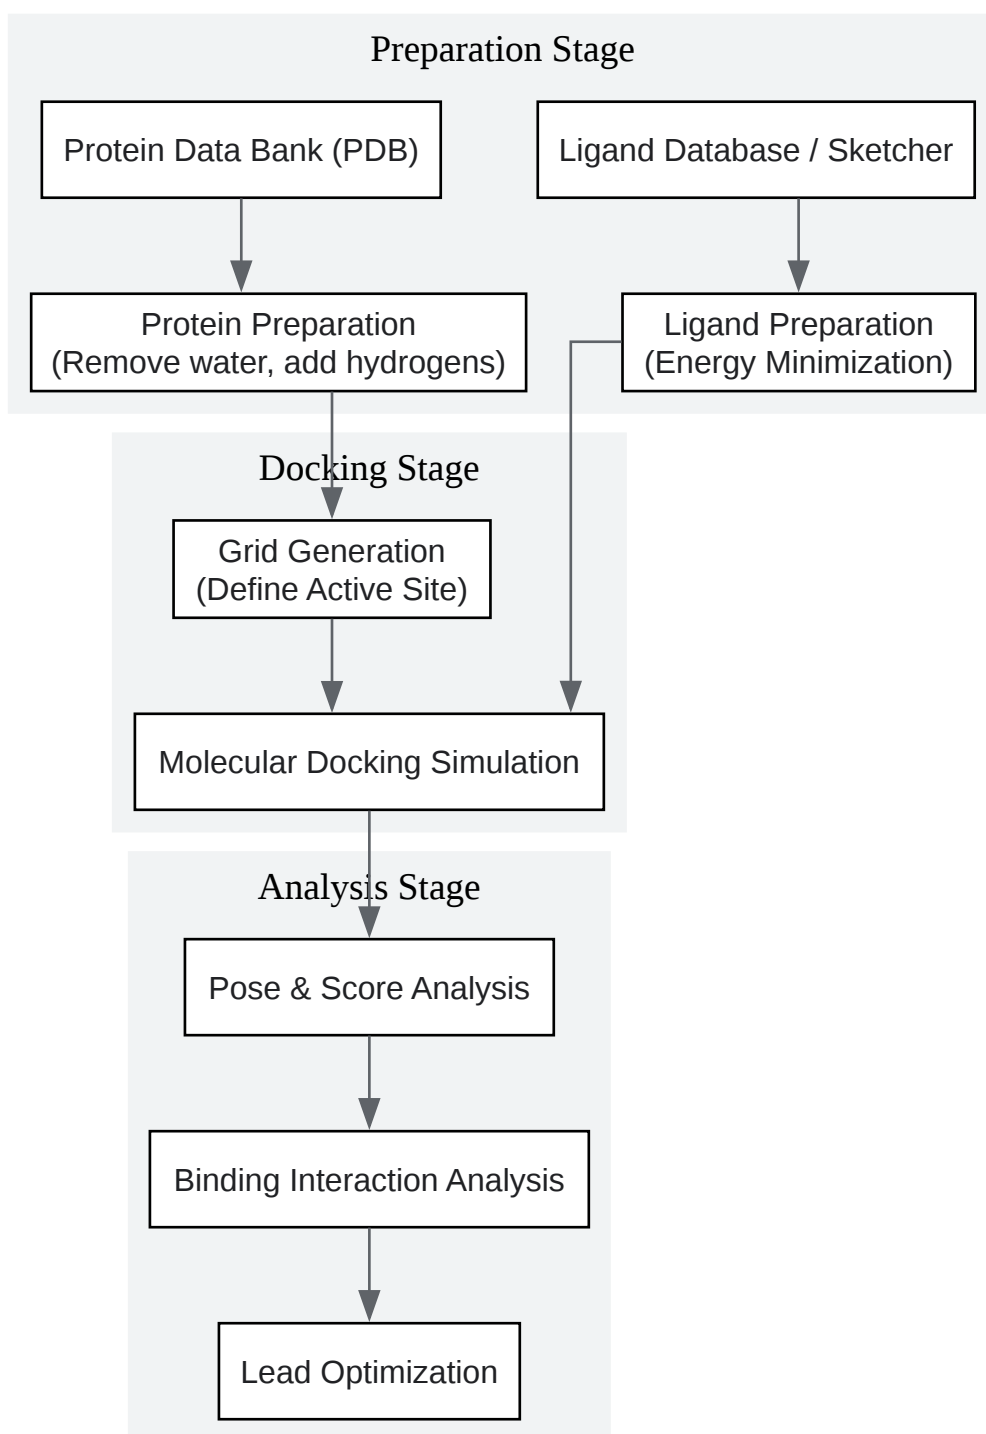 Preparation Stage
Protein Data Bank (PDB)
Ligand Database / Sketcher
Protein Preparation
(Remove water, add hydrogens)
Ligand Preparation
(Energy Minimization)
Docking Stage
Grid Generation
(Define Active Site)
Molecular Docking Simulation
Analysis Stage
Pose & Score Analysis
Binding Interaction Analysis
Lead Optimization